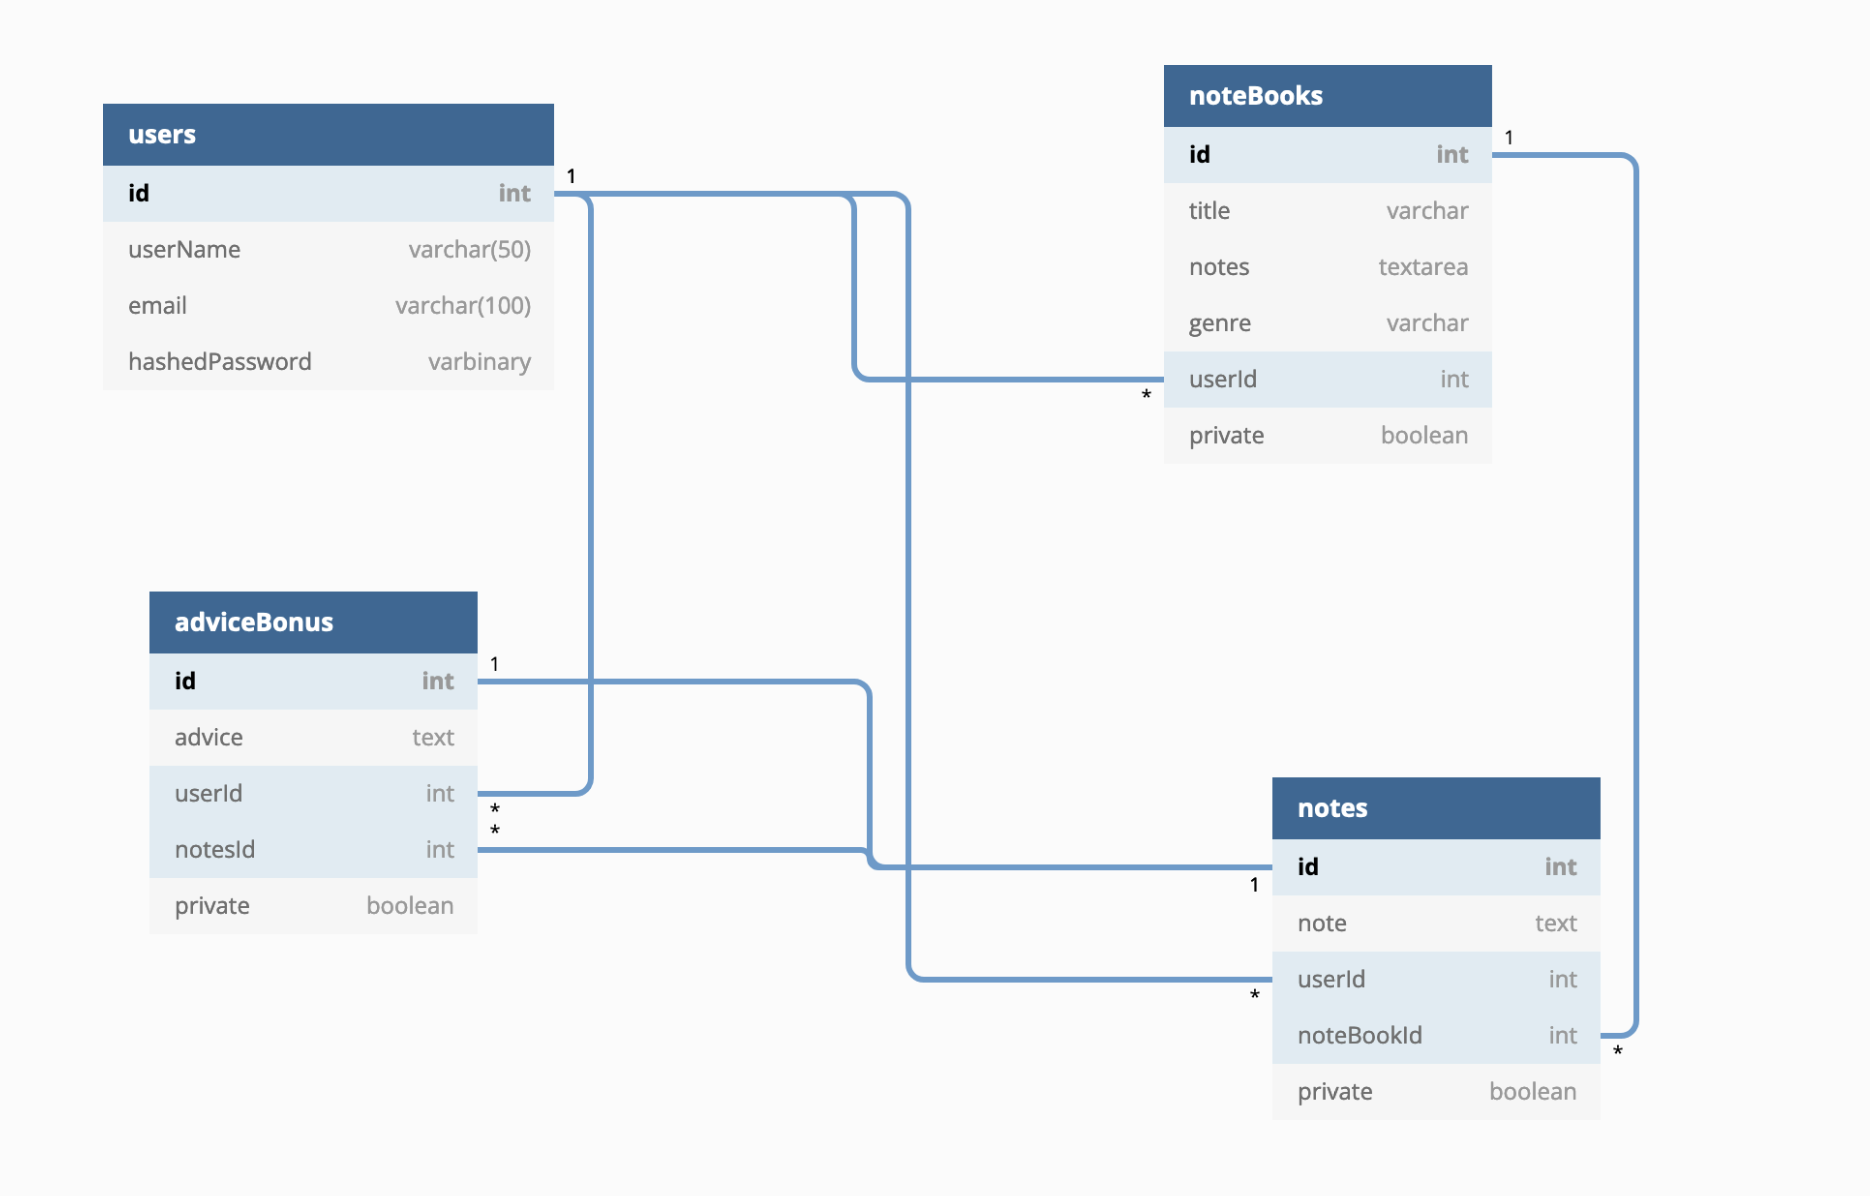 users
id int
userName varchar(50)
email varchar(100)
hashedPassword varbinary
1
noteBooks
id int
title varchar
notes textarea
genre varchar
userId int
private boolean
1
*
adviceBonus
id int
advice text
userId int
notesId int
private boolean
1
*
*
notes
id int
note text
userId int
noteBookId int
private boolean
1
*
*